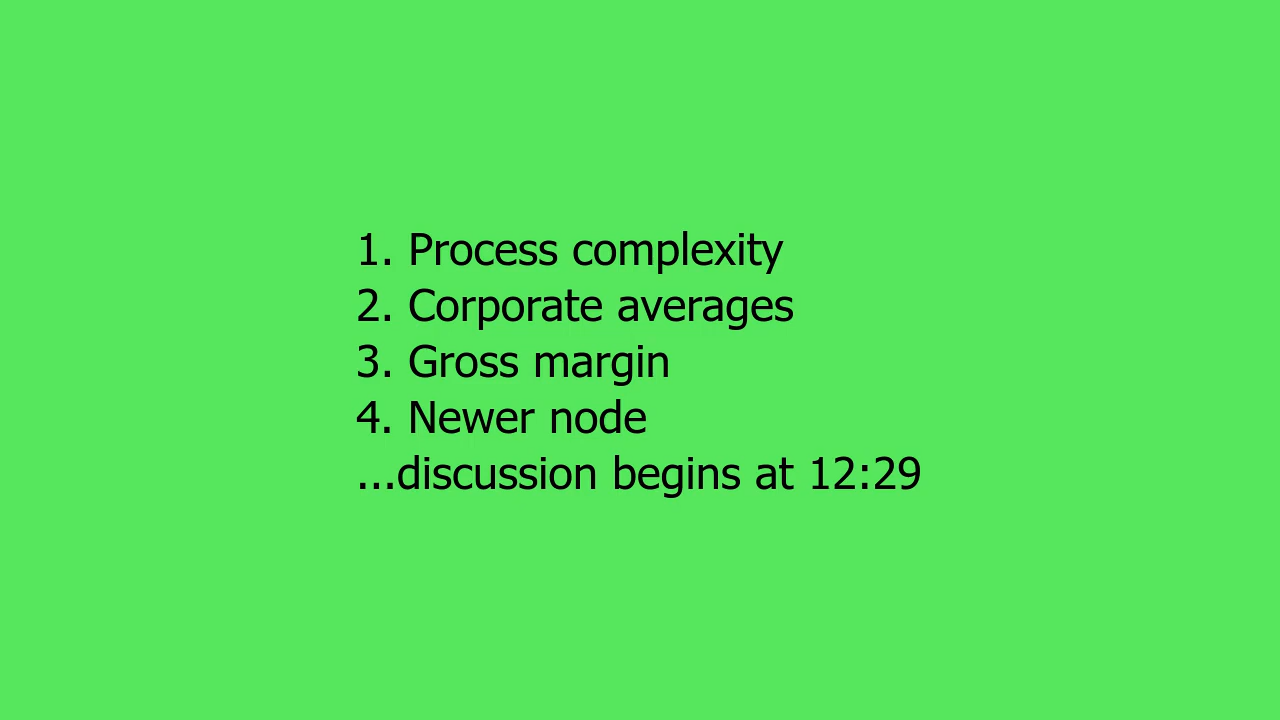 1. Process complexity
2. Corporate averages
3. Gross margin
4. Newer node
...discussion begins at 12:29